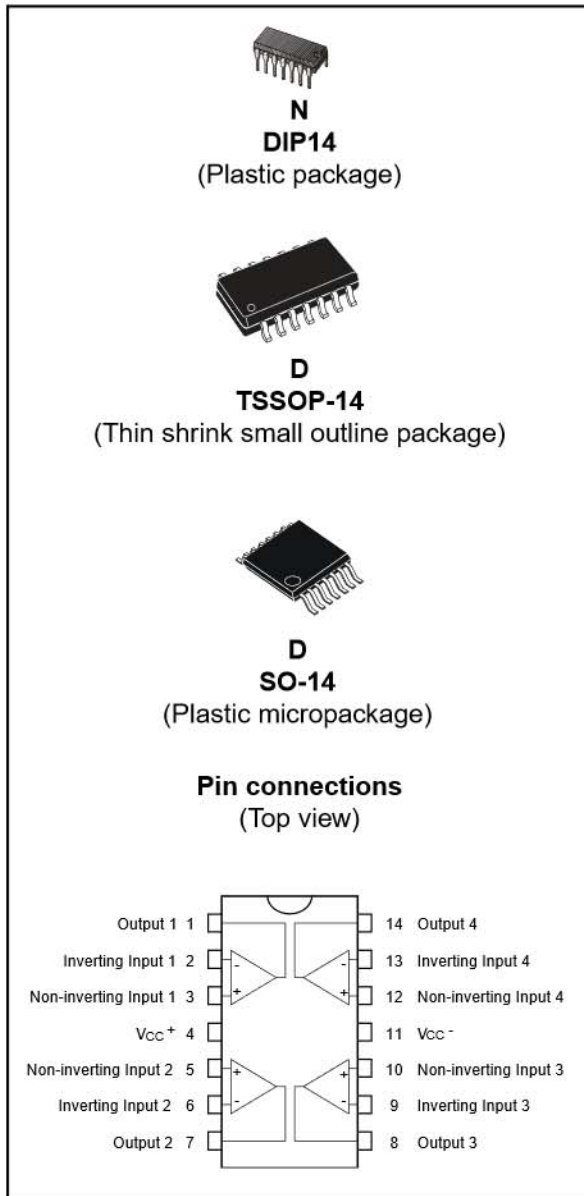 N
DIP14
(Plastic package)
D
TSSOP-14
(Thin shrink small outline package)
D
SO-14
(Plastic micropackage)
Pin connections
(Top view)
Output 1 1 14 Output 4
Inverting Input 1 2 - - 13 Inverting Input 4
Non-inverting Input 1 3 + + 12 Non-inverting Input 4
Vcc + 4 11 Vcc -
Non-inverting Input 2 5 + + 10 Non-inverting Input 3
Inverting Input 2 6 - - 9 Inverting Input 3
Output 2 7 8 Output 3